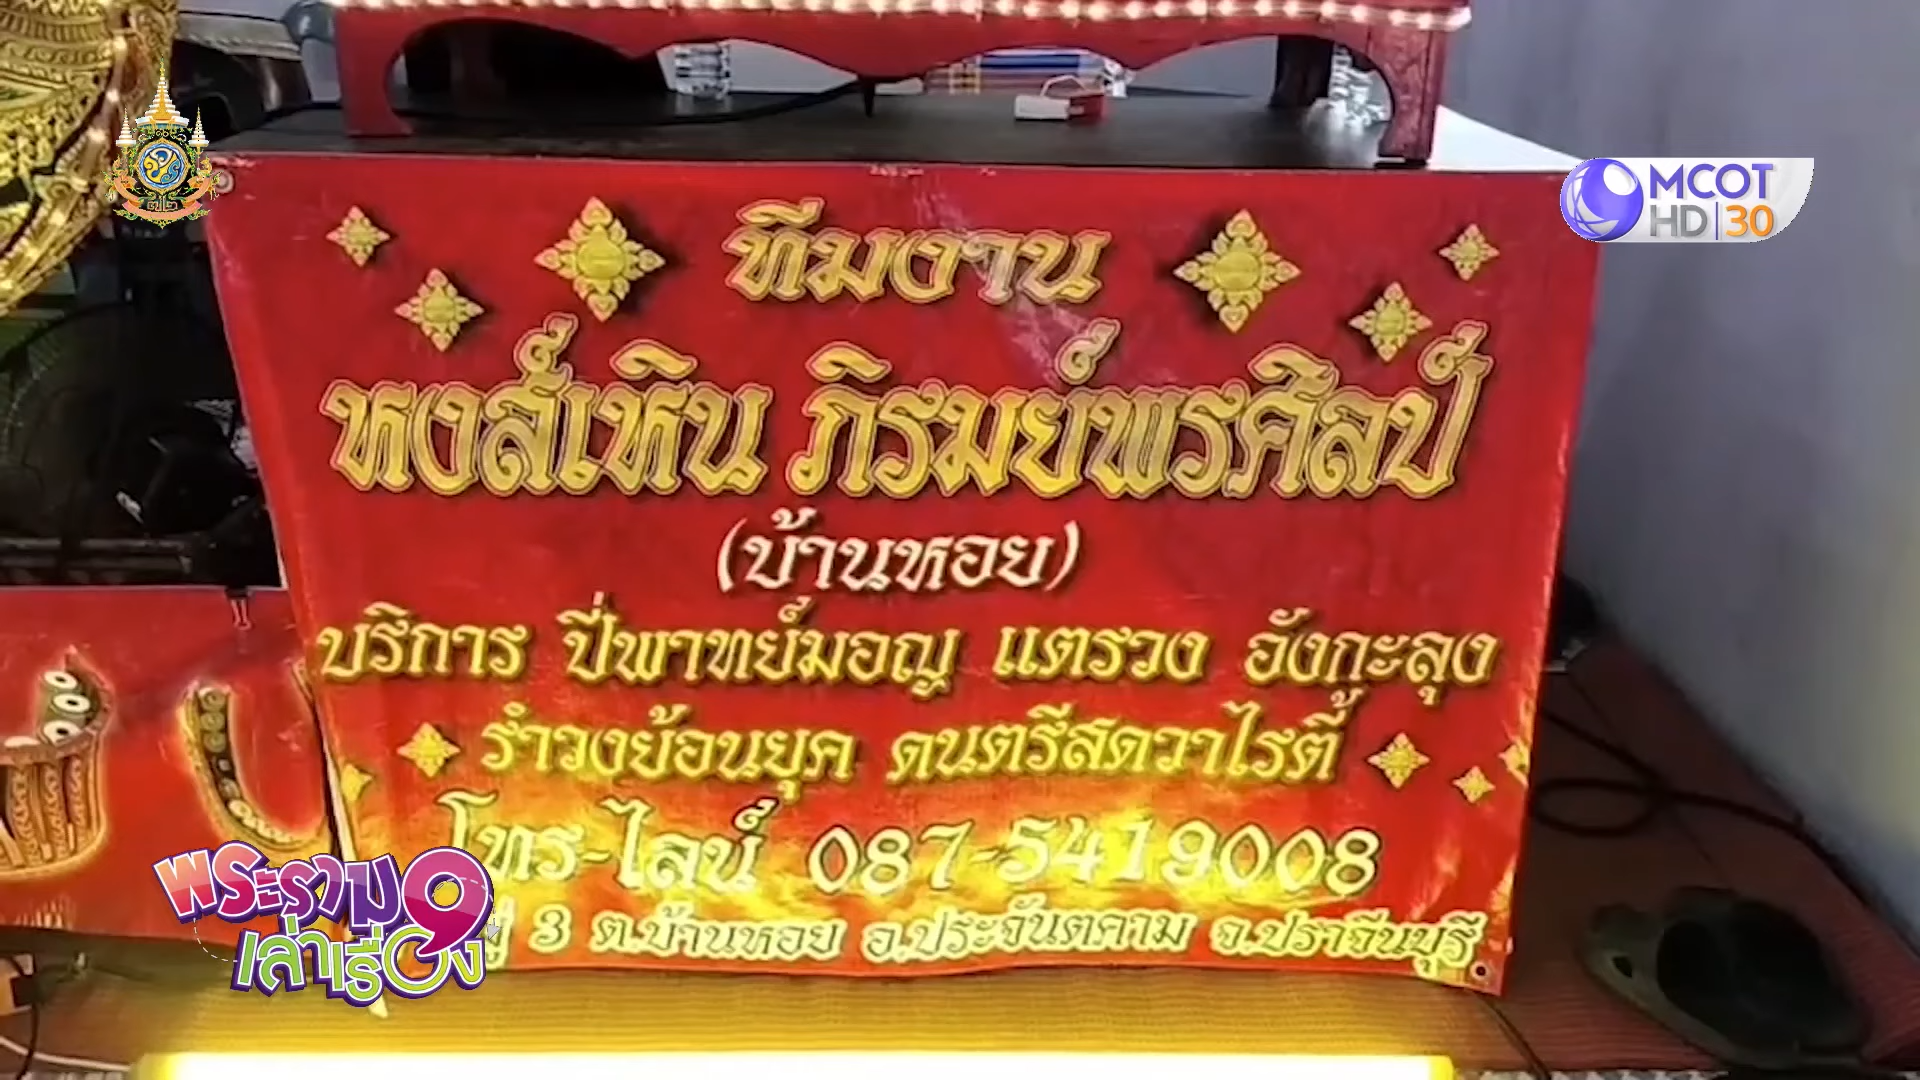 MCOT
HD 30
ทีมงาน
หงส์เหิน ภิรมย์พรศิลป์
(บ้านหอย)
บริการ ปี่พาทย์มอญ แตรวง อังกะลุง
รำวงย้อนยุค ดนตรีสดวาไรตี้
โทร-ไลน์ 087-5419008
3 ต.บ้านหอย อ.ประจันตคาม จ.ปราจีนบุรี
พระราม 9
เล่าเรื่อง